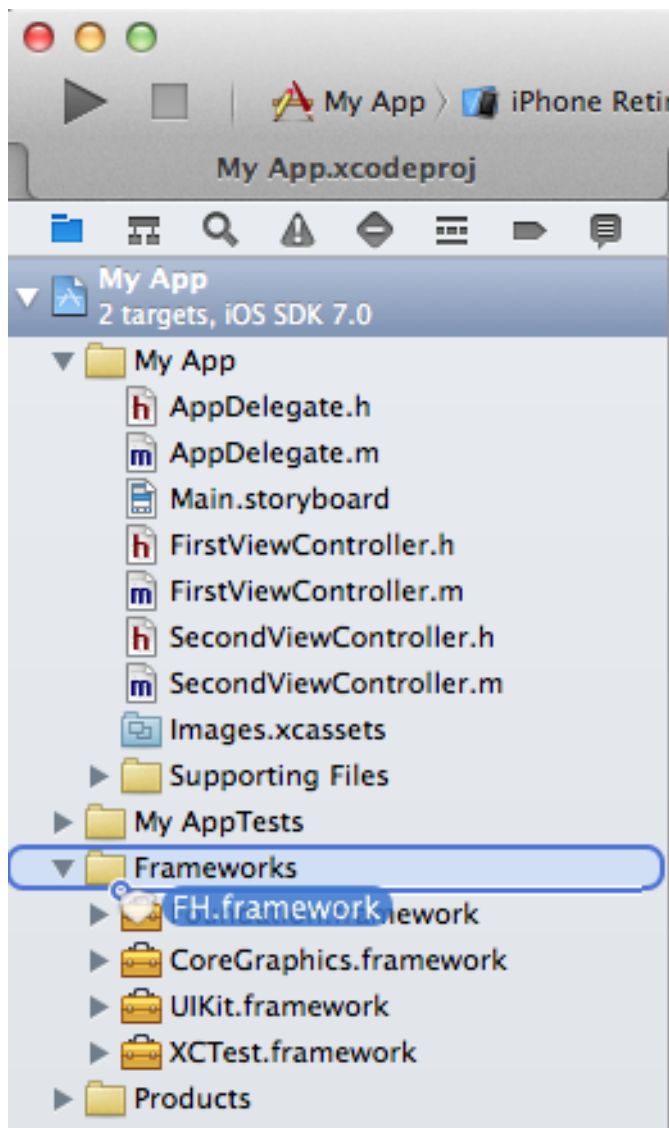 My App 〉 iPhone Reti
My App.xcodeproj
My App
2 targets, iOS SDK 7.0
My App
h AppDelegate.h
m AppDelegate.m
Main.storyboard
h FirstViewController.h
m FirstViewController.m
h SecondViewController.h
m SecondViewController.m
Images.xcassets
Supporting Files
My AppTests
Frameworks
FH.framework
mework
CoreGraphics.framework
UIKit.framework
XCTest.framework
Products